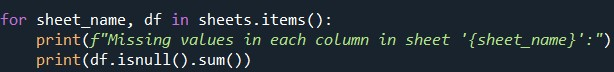 for sheet_name, df in sheets.items():
    print(f"Missing values in each column in sheet '{sheet_name}':")
    print(df.isnull().sum())